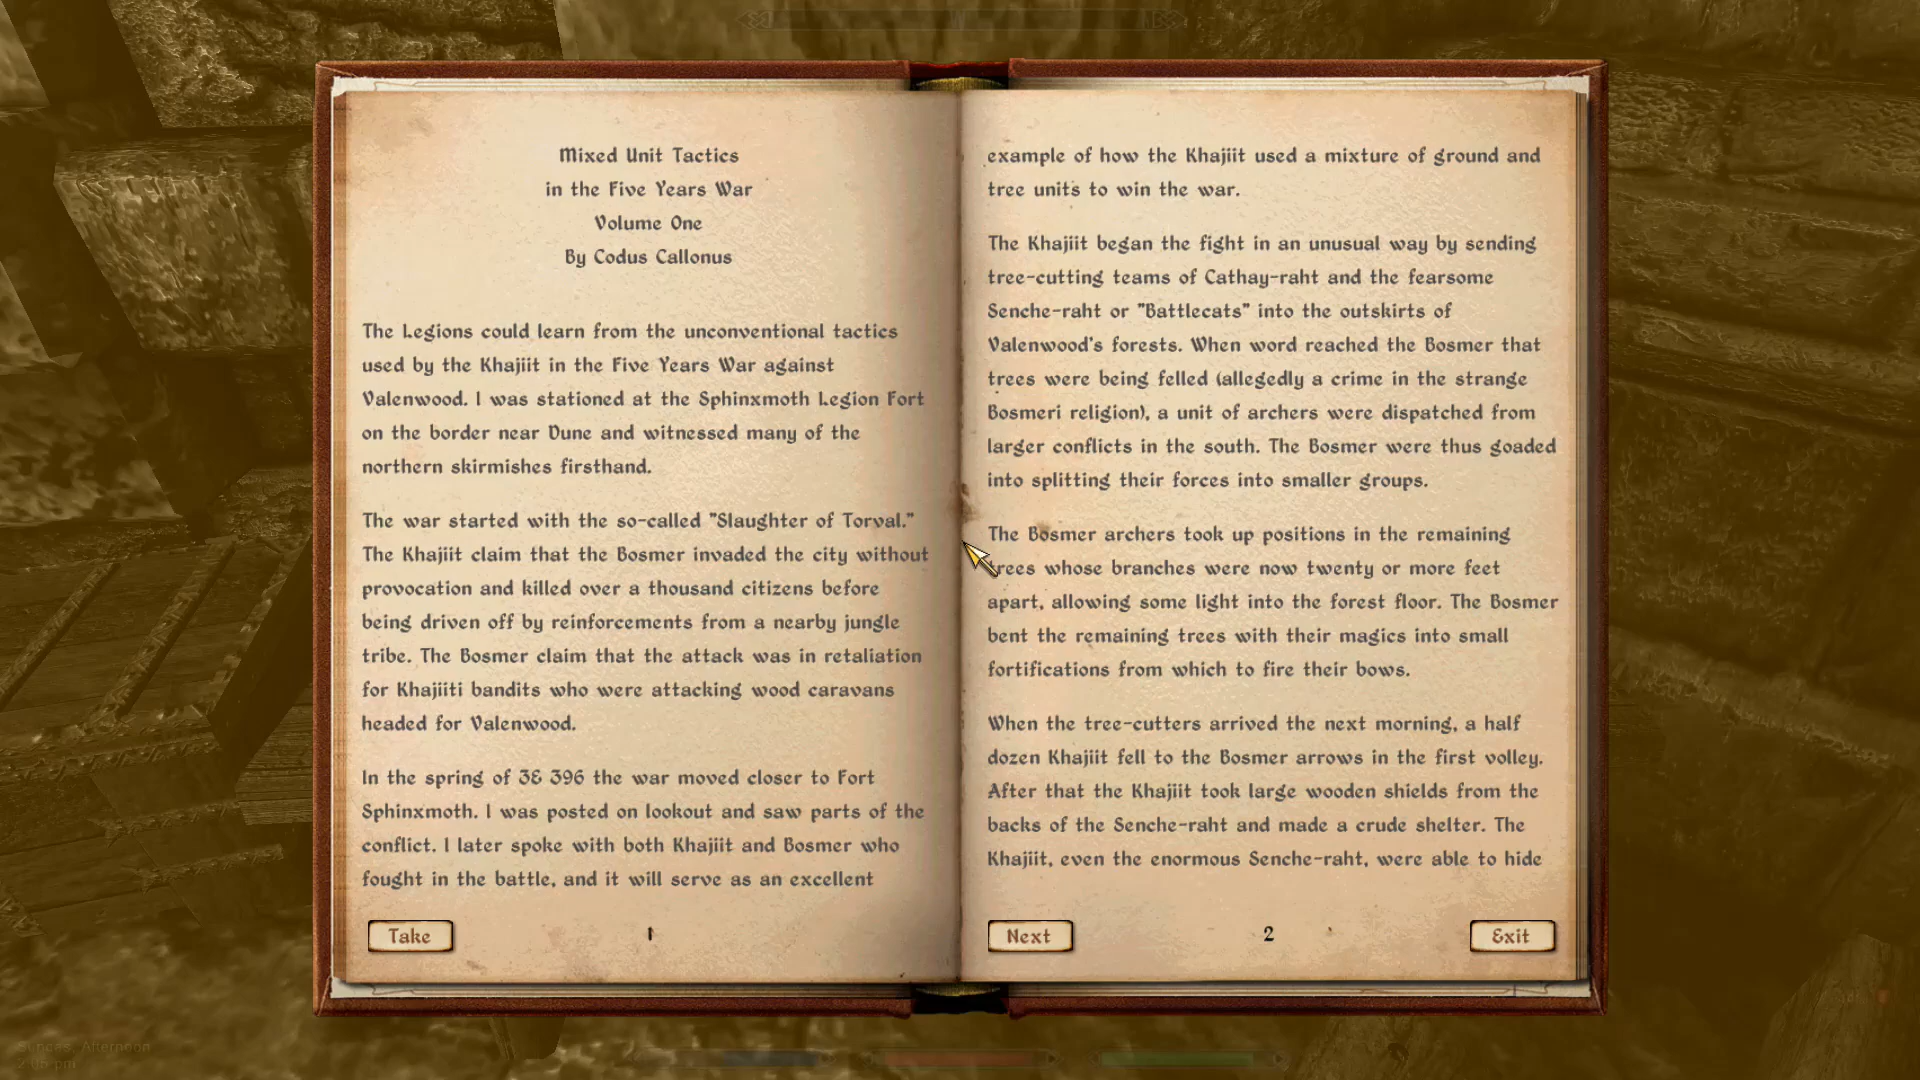 Mixed Unit Tactics
in the Five Years War
Volume One
By Codus Callonus
The Legions could learn from the unconventional tactics
used by the Khajiit in the Five Years War against
Valenwood. I was stationed at the Sphinxmoth Legion Fort
on the border near Dune and witnessed many of the
northern skirmishes firsthand.
The war started with the so-called "Slaughter of Torval."
The Khajiit claim that the Bosmer invaded the city without
provocation and killed over a thousand citizens before
being driven off by reinforcements from a nearby jungle
tribe. The Bosmer claim that the attack was in retaliation
for Khajiiti bandits who were attacking wood caravans
headed for Valenwood.
In the spring of 3E 396 the war moved closer to Fort
Sphinxmoth. I was posted on lookout and saw parts of the
conflict. I later spoke with both Khajiit and Bosmer who
fought in the battle, and it will serve as an excellent
Take
1
example of how the Khajiit used a mixture of ground and
tree units to win the war.
The Khajiit began the fight in an unusual way by sending
tree-cutting teams of Cathay-raht and the fearsome
Senche-raht or "Battlecats" into the outskirts of
Valenwood's forests. When word reached the Bosmer that
trees were being felled (allegedly a crime in the strange
Bosmeri religion), a unit of archers were dispatched from
larger conflicts in the south. The Bosmer were thus goaded
into splitting their forces into smaller groups.
The Bosmer archers took up positions in the remaining
trees whose branches were now twenty or more feet
apart, allowing some light into the forest floor. The Bosmer
bent the remaining trees with their magics into small
fortifications from which to fire their bows.
When the tree-cutters arrived the next morning, a half
dozen Khajiit fell to the Bosmer arrows in the first volley.
After that the Khajiit took large wooden shields from the
backs of the Senche-raht and made a crude shelter. The
Khajiit, even the enormous Senche-raht, were able to hide
Next
2
Exit
Afternoon